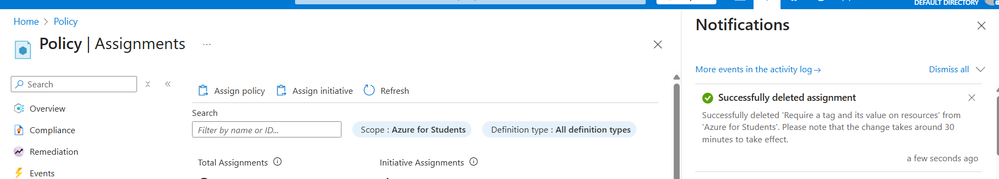 DEFAULT DIRECTORY
Home > Policy
Policy | Assignments
...
Search
Overview
Compliance
Remediation
Events
Assign policy
Assign initiative
Refresh
Search
Filter by name or ID...
Scope : Azure for Students
Definition type : All definition types
Total Assignments
Initiative Assignments
Notifications
More events in the activity log →
Dismiss all
Successfully deleted assignment
Successfully deleted 'Require a tag and its value on resources' from
'Azure for Students'. Please note that the change takes around 30
minutes to take effect.
a few seconds ago